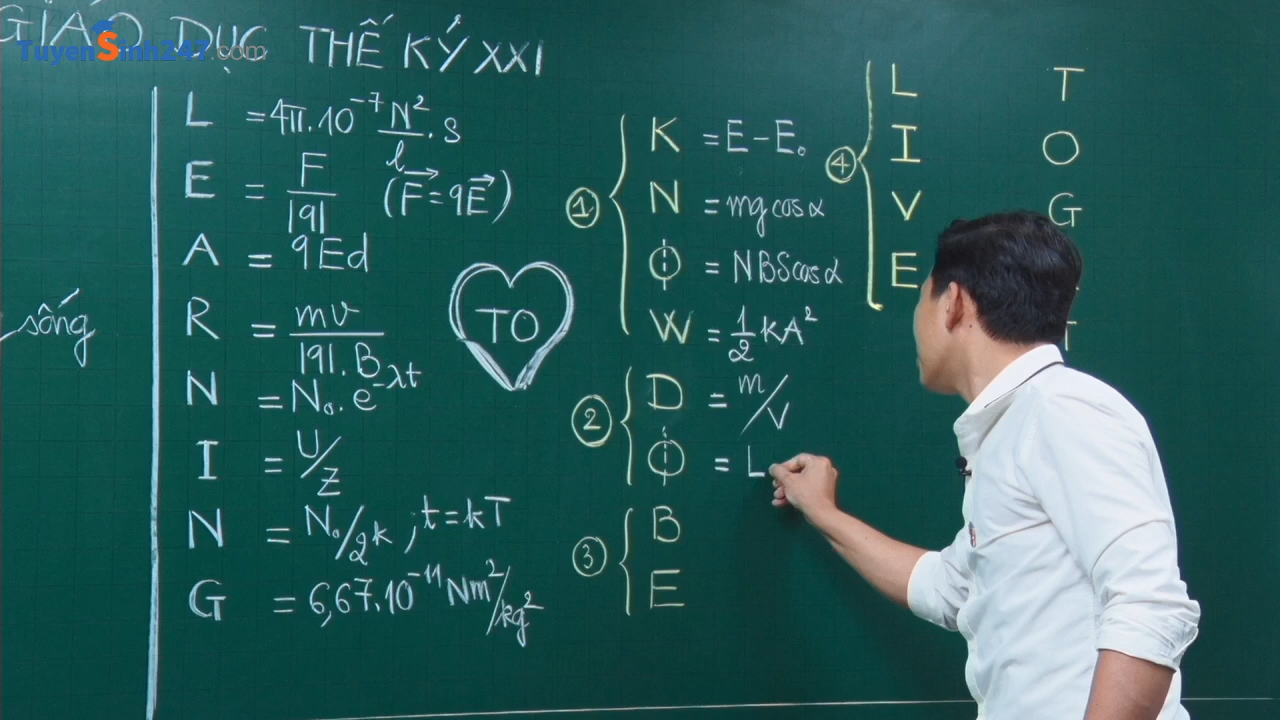 GIÁO DỤC THẾ KỶ XXI
TuyenSinh247.com
sống
L = 4π.10⁻⁷ N²/l . S
E = F/|q| (F⃗ = qE⃗)
A = qEd
R = mv/|q|.B
N = N₀.e^-λt
I = U/Z
N = N₀/2^k ; t = kT
G = 6,67.10⁻¹¹ Nm²/kg²
TO
① K = E - E₀
N = mg cos α
Φ = NBS cos α
W = 1/2 kA²
② D = m/V
Φ = L
③ B
E
④ L
I
V
E
T
O
G
T